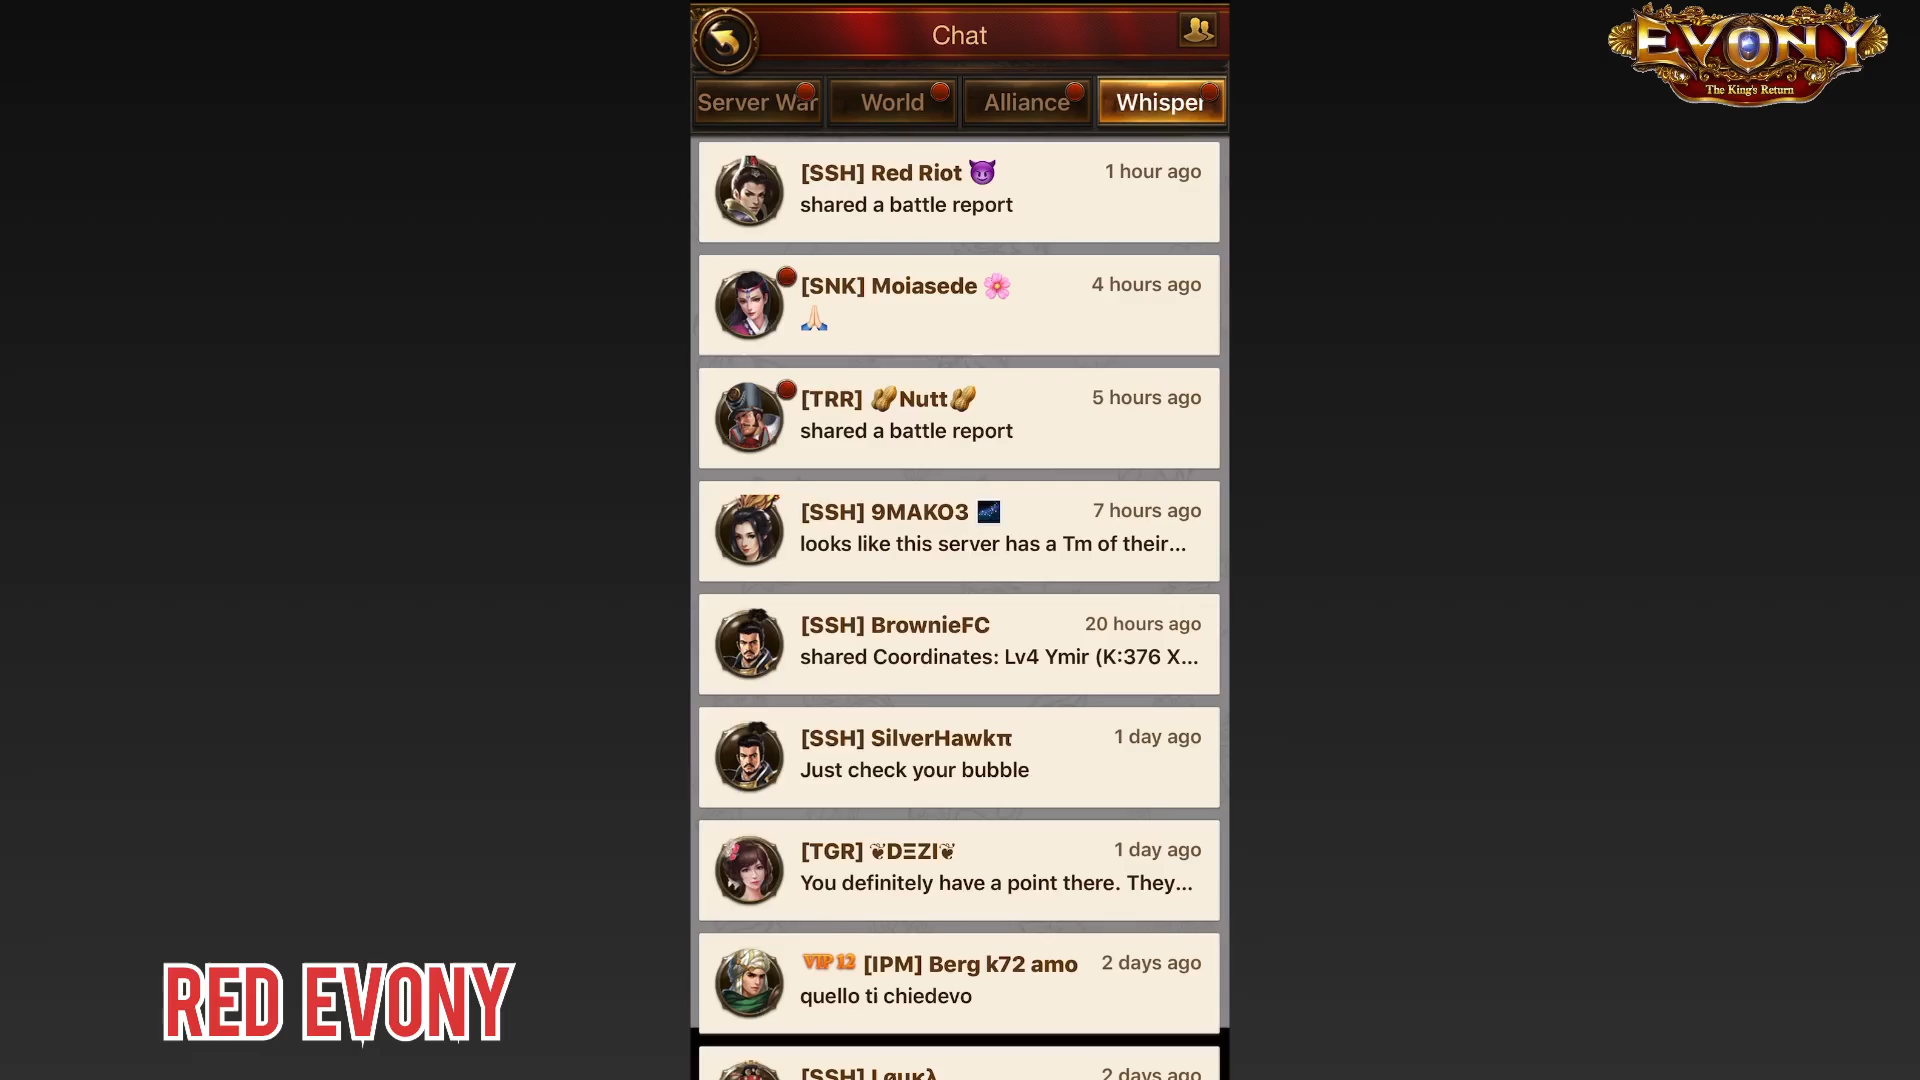 Chat
EVONY
The King's Return
Server War
World
Alliance
Whisper
[SSH] Red Riot 😈
1 hour ago
shared a battle report
[SNK] Moiasede 🌸
4 hours ago
🙏🏻
[TRR] 🥜Nutt🥜
5 hours ago
shared a battle report
[SSH] 9MAKO3 🌌
7 hours ago
looks like this server has a Tm of their...
[SSH] BrownieFC
20 hours ago
shared Coordinates: Lv4 Ymir (K:376 X...
[SSH] SilverHawkπ
1 day ago
Just check your bubble
[TGR] ❦DΞZI❦
1 day ago
You definitely have a point there. They...
VIP 12 [IPM] Berg k72 amo
2 days ago
quello ti chiedevo
[SSH]
2 days ago
RED EVONY